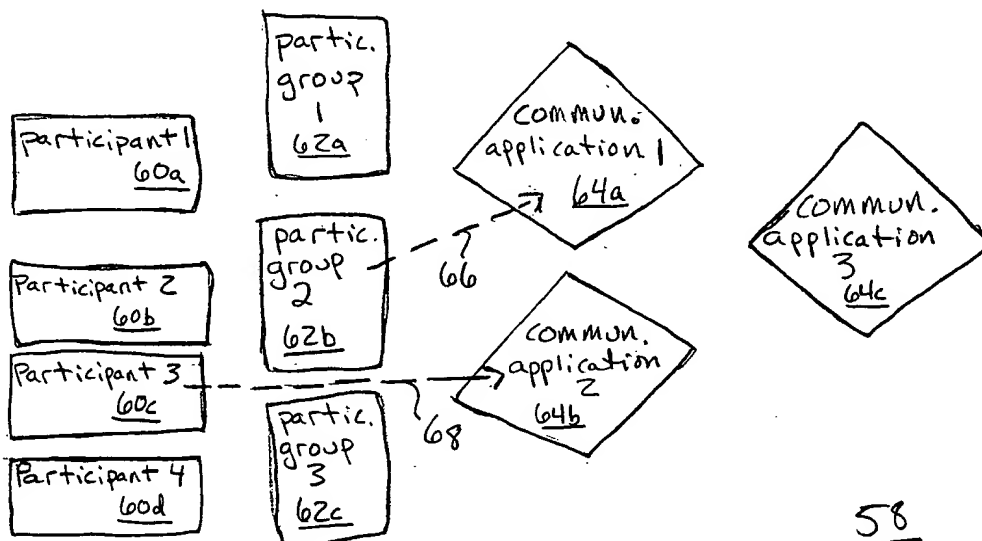 participant 1
60a
Participant 2
60b
Participant 3
60c
Participant 4
60d
partic.
group
1
62a
partic.
group
2
62b
partic.
group
3
62c
commun.
application 1
64a
66
commun.
application
2
64b
68
commun.
application
3
64c
58